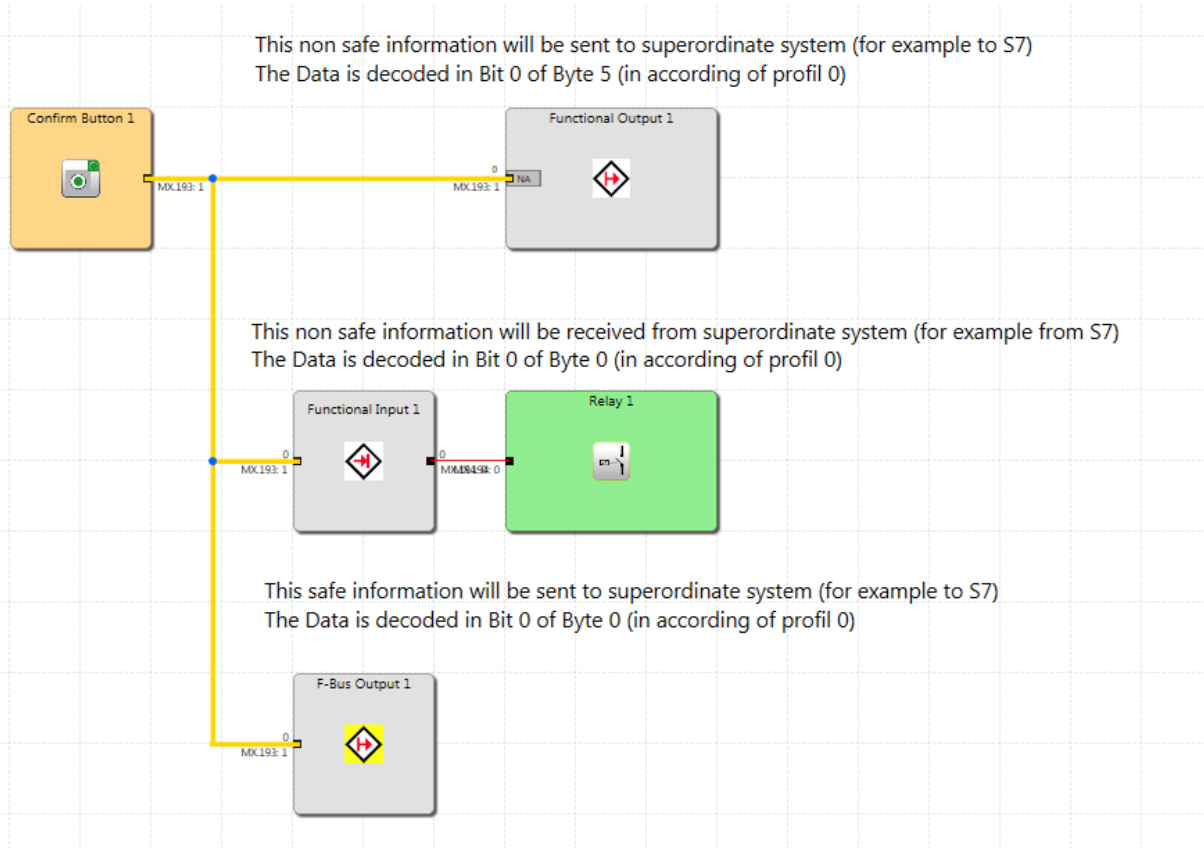 This non safe information will be sent to superordinate system (for example to S7)
The Data is decoded in Bit 0 of Byte 5 (in according of profil 0)
Confirm Button 1
Functional Output 1
0
NA
MX.193: 1
MX.193: 1
This non safe information will be received from superordinate system (for example from S7)
The Data is decoded in Bit 0 of Byte 0 (in according of profil 0)
Functional Input 1
Relay 1
0
0
MX.193: 1
: 0
This safe information will be sent to superordinate system (for example to S7)
The Data is decoded in Bit 0 of Byte 0 (in according of profil 0)
F-Bus Output 1
0
MX.193: 1